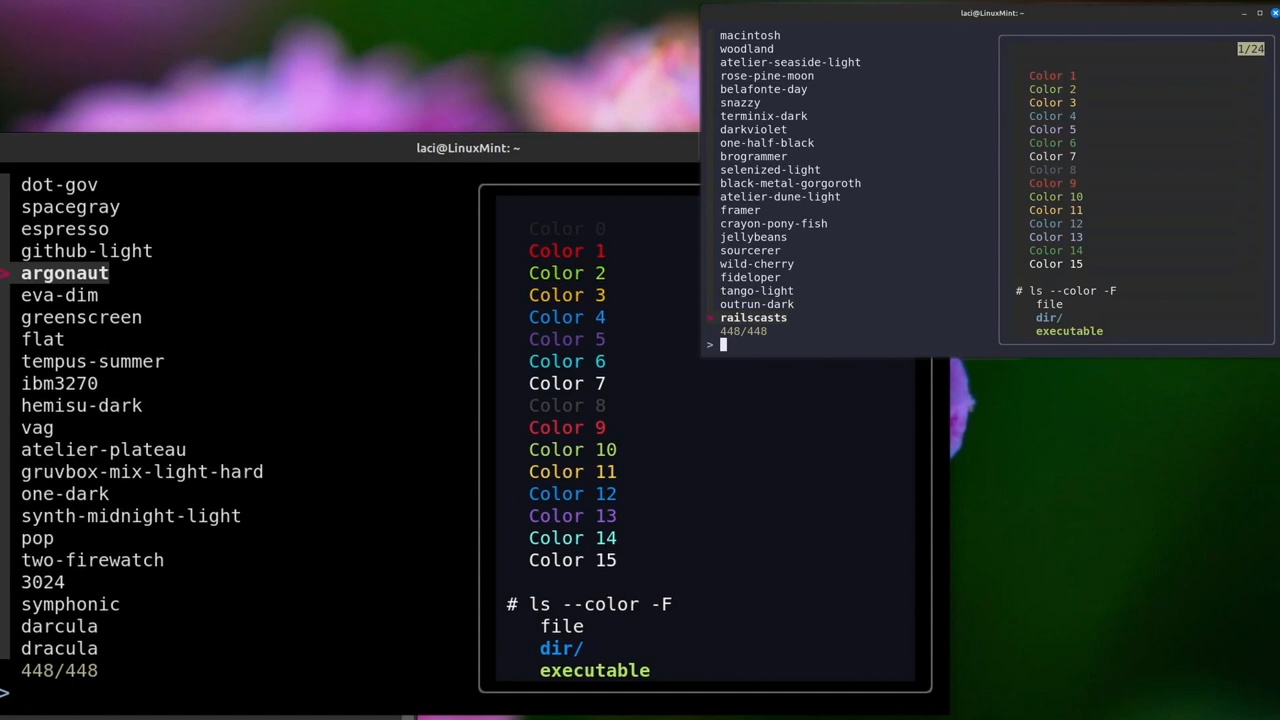 laci@LinuxMint: ~
dot-gov
spacegray
espresso
github-light
> argonaut
eva-dim
greenscreen
flat
tempus-summer
ibm3270
hemisu-dark
vag
atelier-plateau
gruvbox-mix-light-hard
one-dark
synth-midnight-light
pop
two-firewatch
3024
symphonic
darcula
dracula
448/448
>
Color 0
Color 1
Color 2
Color 3
Color 4
Color 5
Color 6
Color 7
Color 8
Color 9
Color 10
Color 11
Color 12
Color 13
Color 14
Color 15
# ls --color -F
file
dir/
executable
laci@LinuxMint: ~
macintosh
woodland
atelier-seaside-light
rose-pine-moon
belafonte-day
snazzy
terminix-dark
darkviolet
one-half-black
brogrammer
selenized-light
black-metal-gorgoroth
atelier-dune-light
framer
crayon-pony-fish
jellybeans
sourcerer
wild-cherry
fideloper
tango-light
outrun-dark
> railscasts
448/448
>
1/24
Color 1
Color 2
Color 3
Color 4
Color 5
Color 6
Color 7
Color 8
Color 9
Color 10
Color 11
Color 12
Color 13
Color 14
Color 15
# ls --color -F
file
dir/
executable